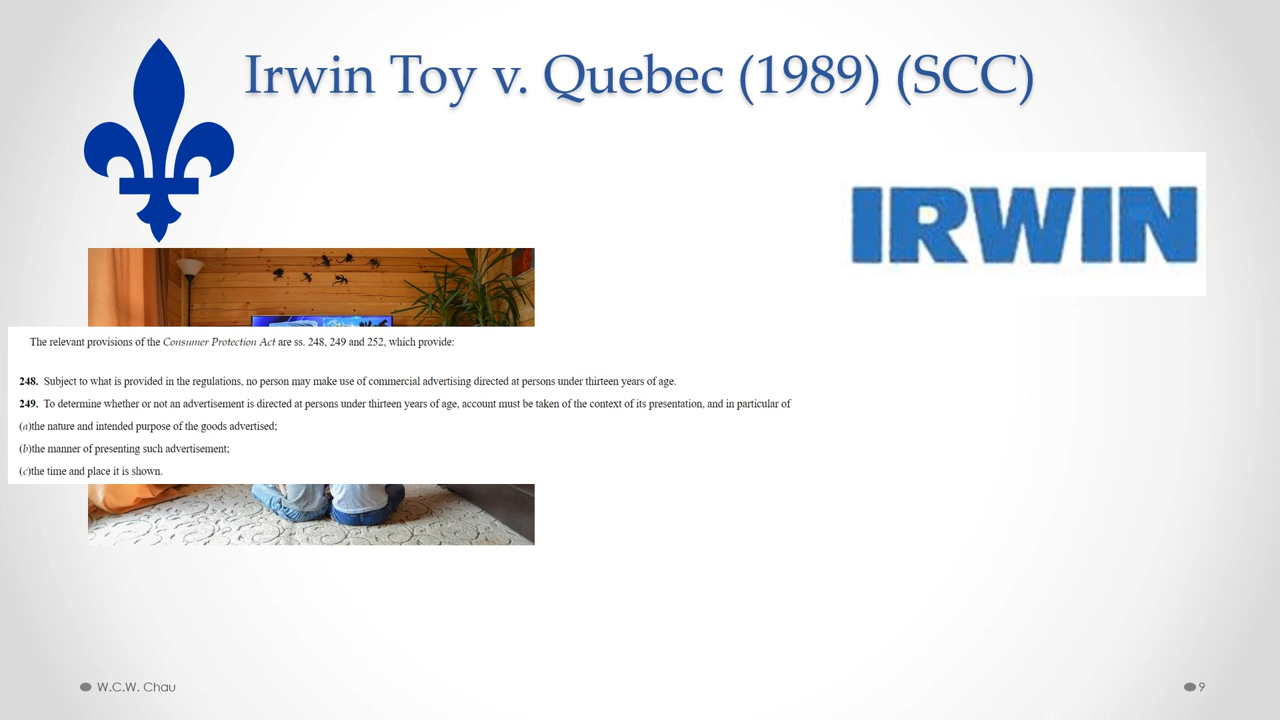 Irwin Toy v. Quebec (1989) (SCC)
IRWIN
The relevant provisions of the Consumer Protection Act are ss. 248, 249 and 252, which provide:
248. Subject to what is provided in the regulations, no person may make use of commercial advertising directed at persons under thirteen years of age.
249. To determine whether or not an advertisement is directed at persons under thirteen years of age, account must be taken of the context of its presentation, and in particular of
(a)the nature and intended purpose of the goods advertised;
(b)the manner of presenting such advertisement;
(c)the time and place it is shown.
W.C.W. Chau
9